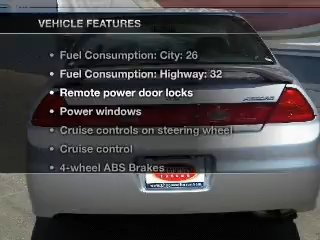 VEHICLE FEATURES
Fuel Consumption: City: 26
Fuel Consumption: Highway: 32
Remote power door locks
Power windows
Cruise controls on steering wheel
Cruise control
4-wheel ABS Brakes